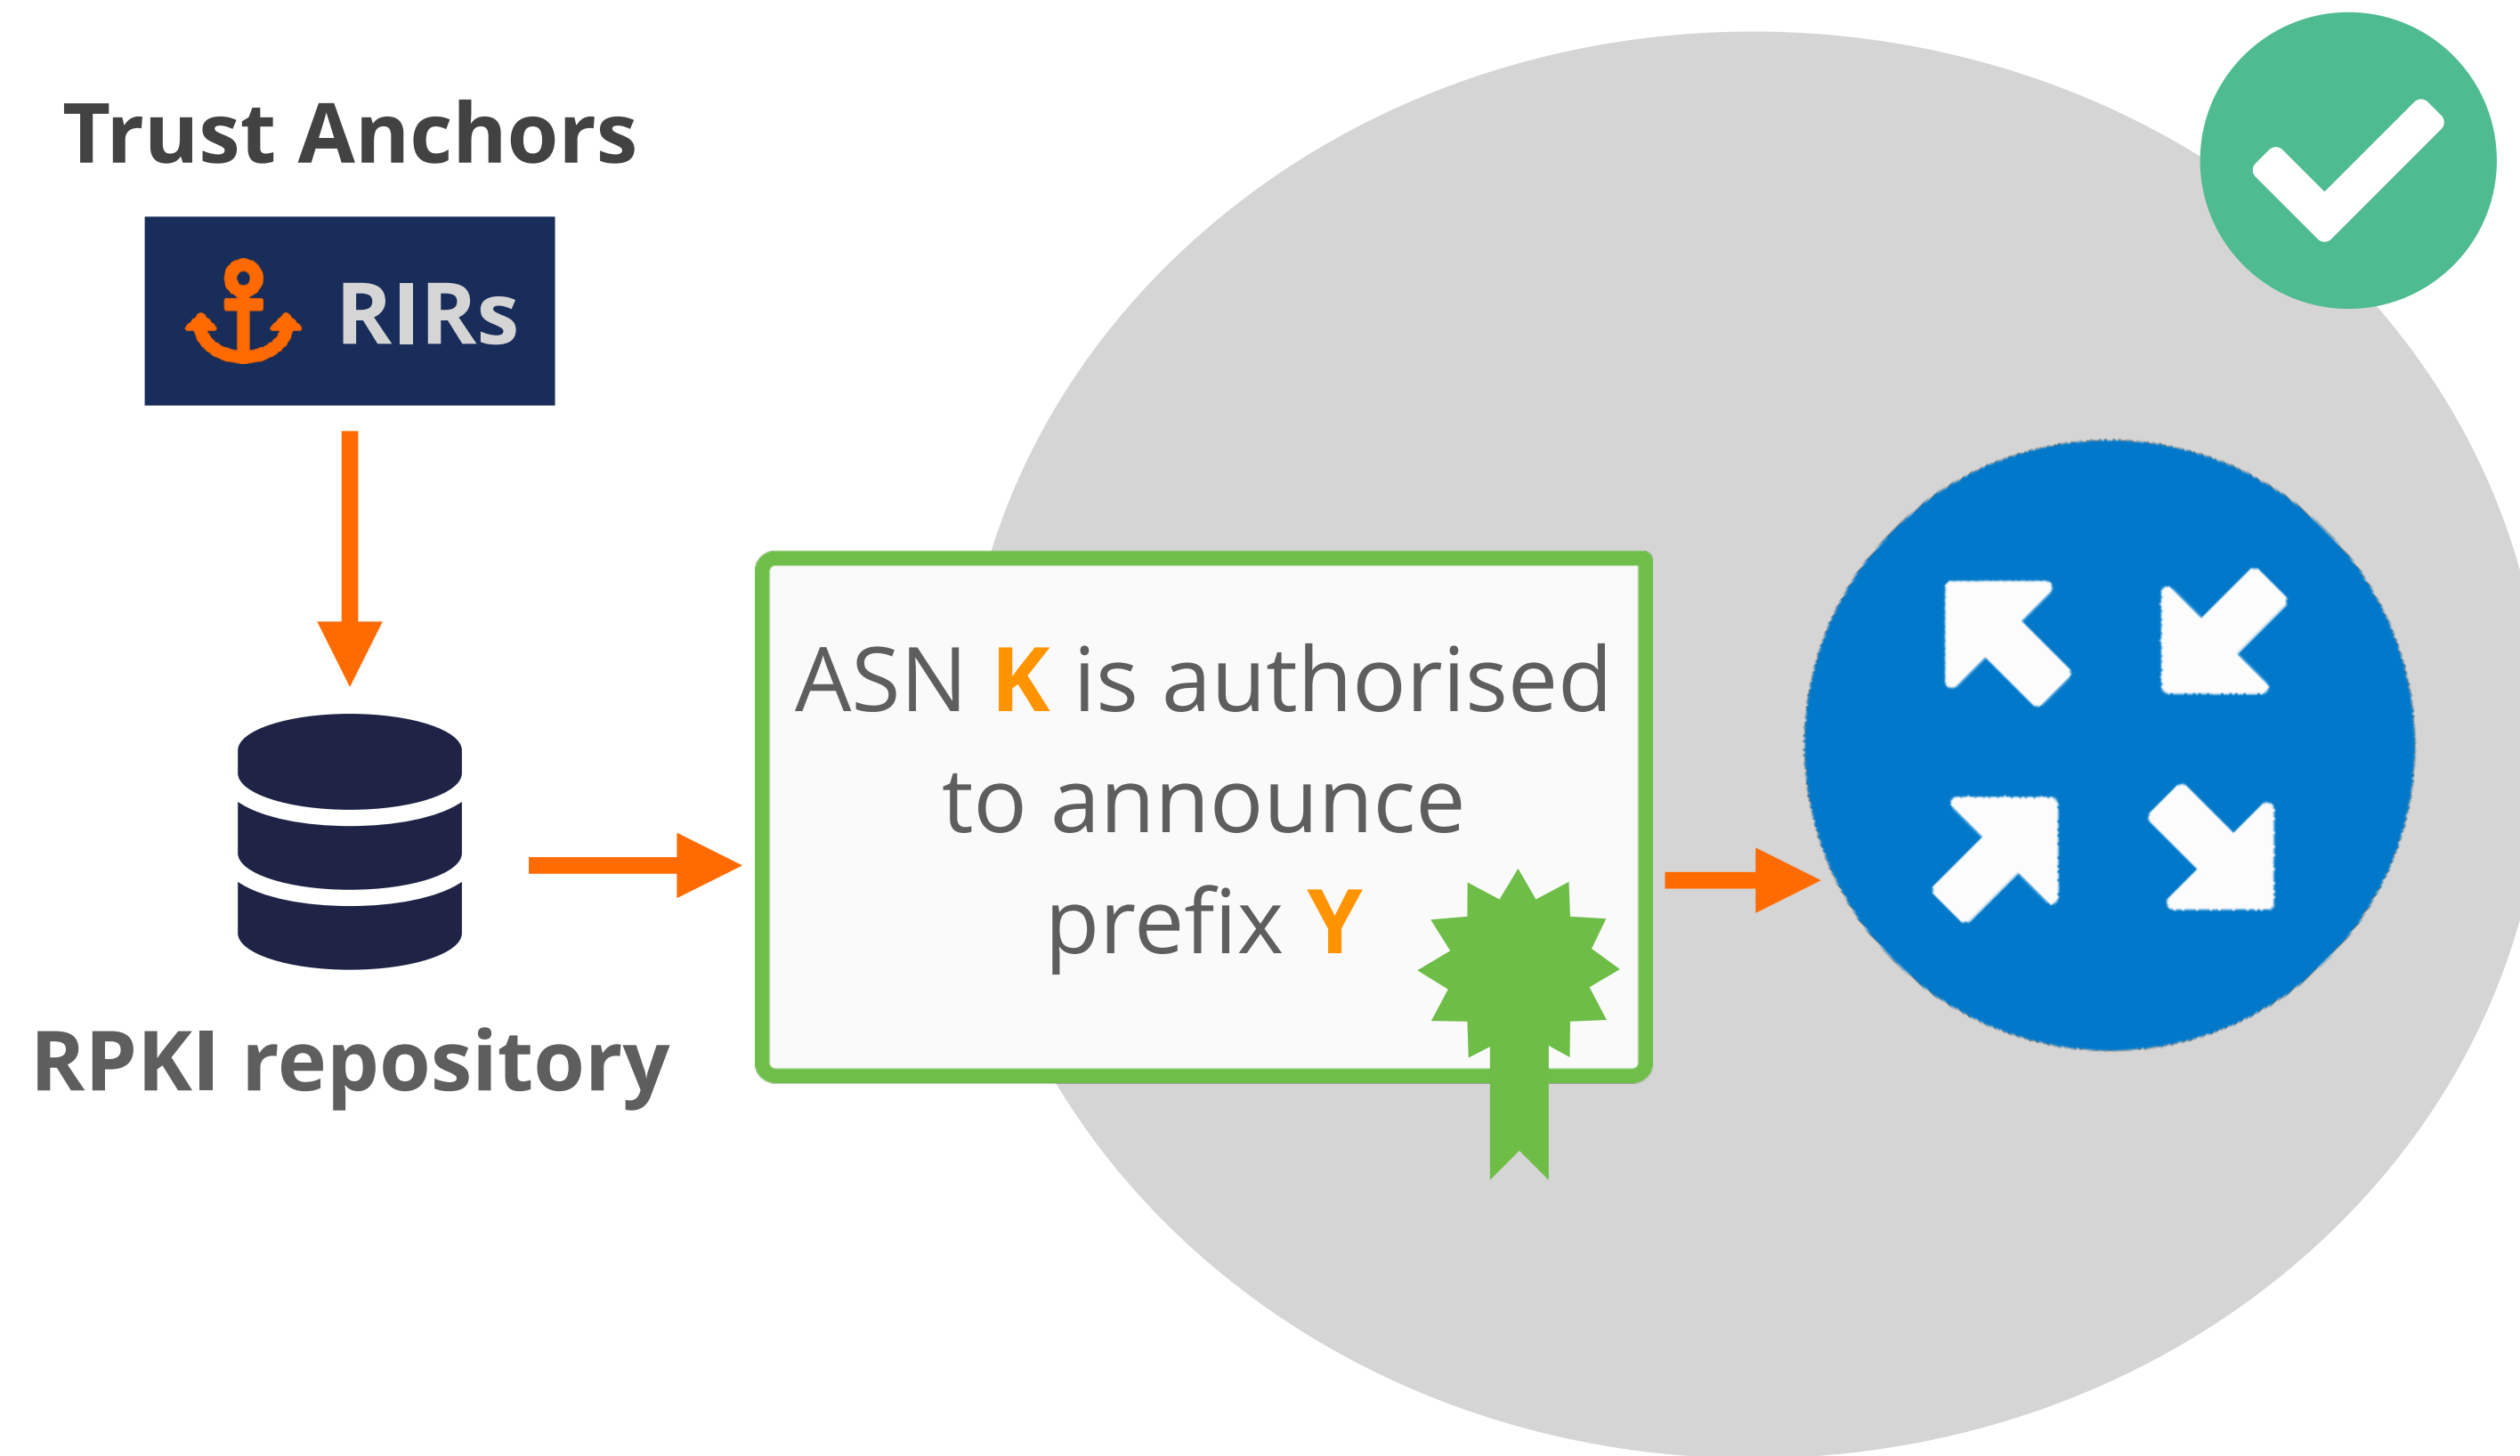 Trust Anchors
RIRs
RPKI repository
ASN K is authorised
to announce
prefix Y